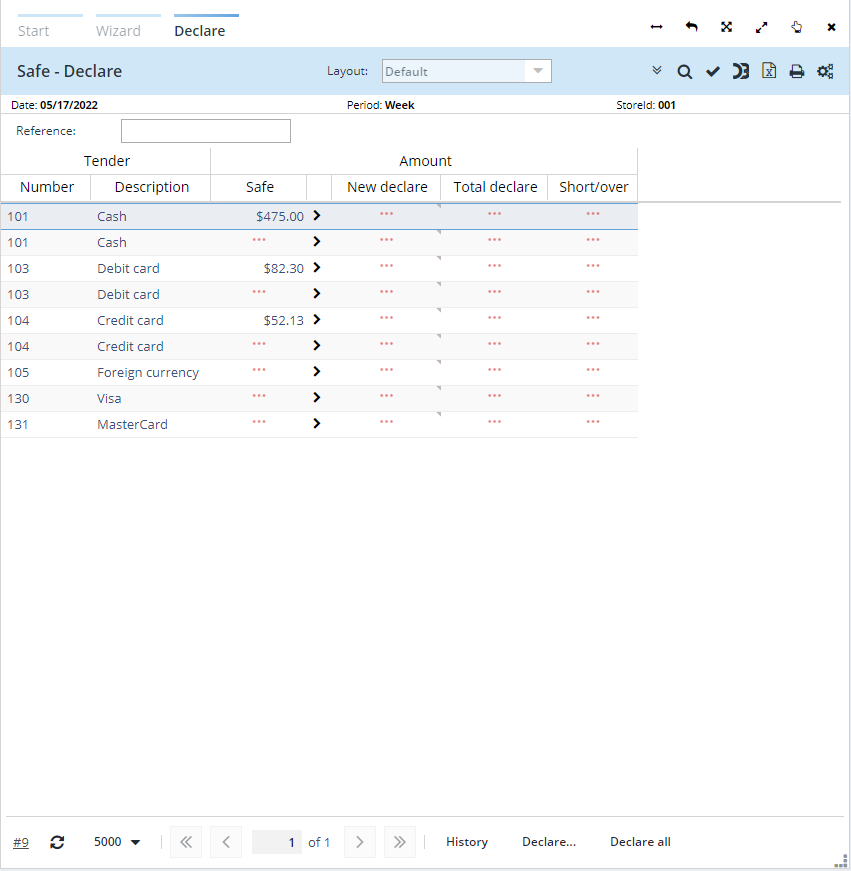 Start Wizard Declare
Safe - Declare Layout: Default
Date: 05/17/2022 Period: Week StoreId: 001
Reference:
Tender Amount
Number Description Safe New declare Total declare Short/over
101 Cash $475.00 *** *** ***
101 Cash *** *** *** ***
103 Debit card $82.30 *** *** ***
103 Debit card *** *** *** ***
104 Credit card $52.13 *** *** ***
104 Credit card *** *** *** ***
105 Foreign currency *** *** *** ***
130 Visa *** *** *** ***
131 MasterCard *** *** *** ***
#9 5000 1 of 1 History Declare... Declare all